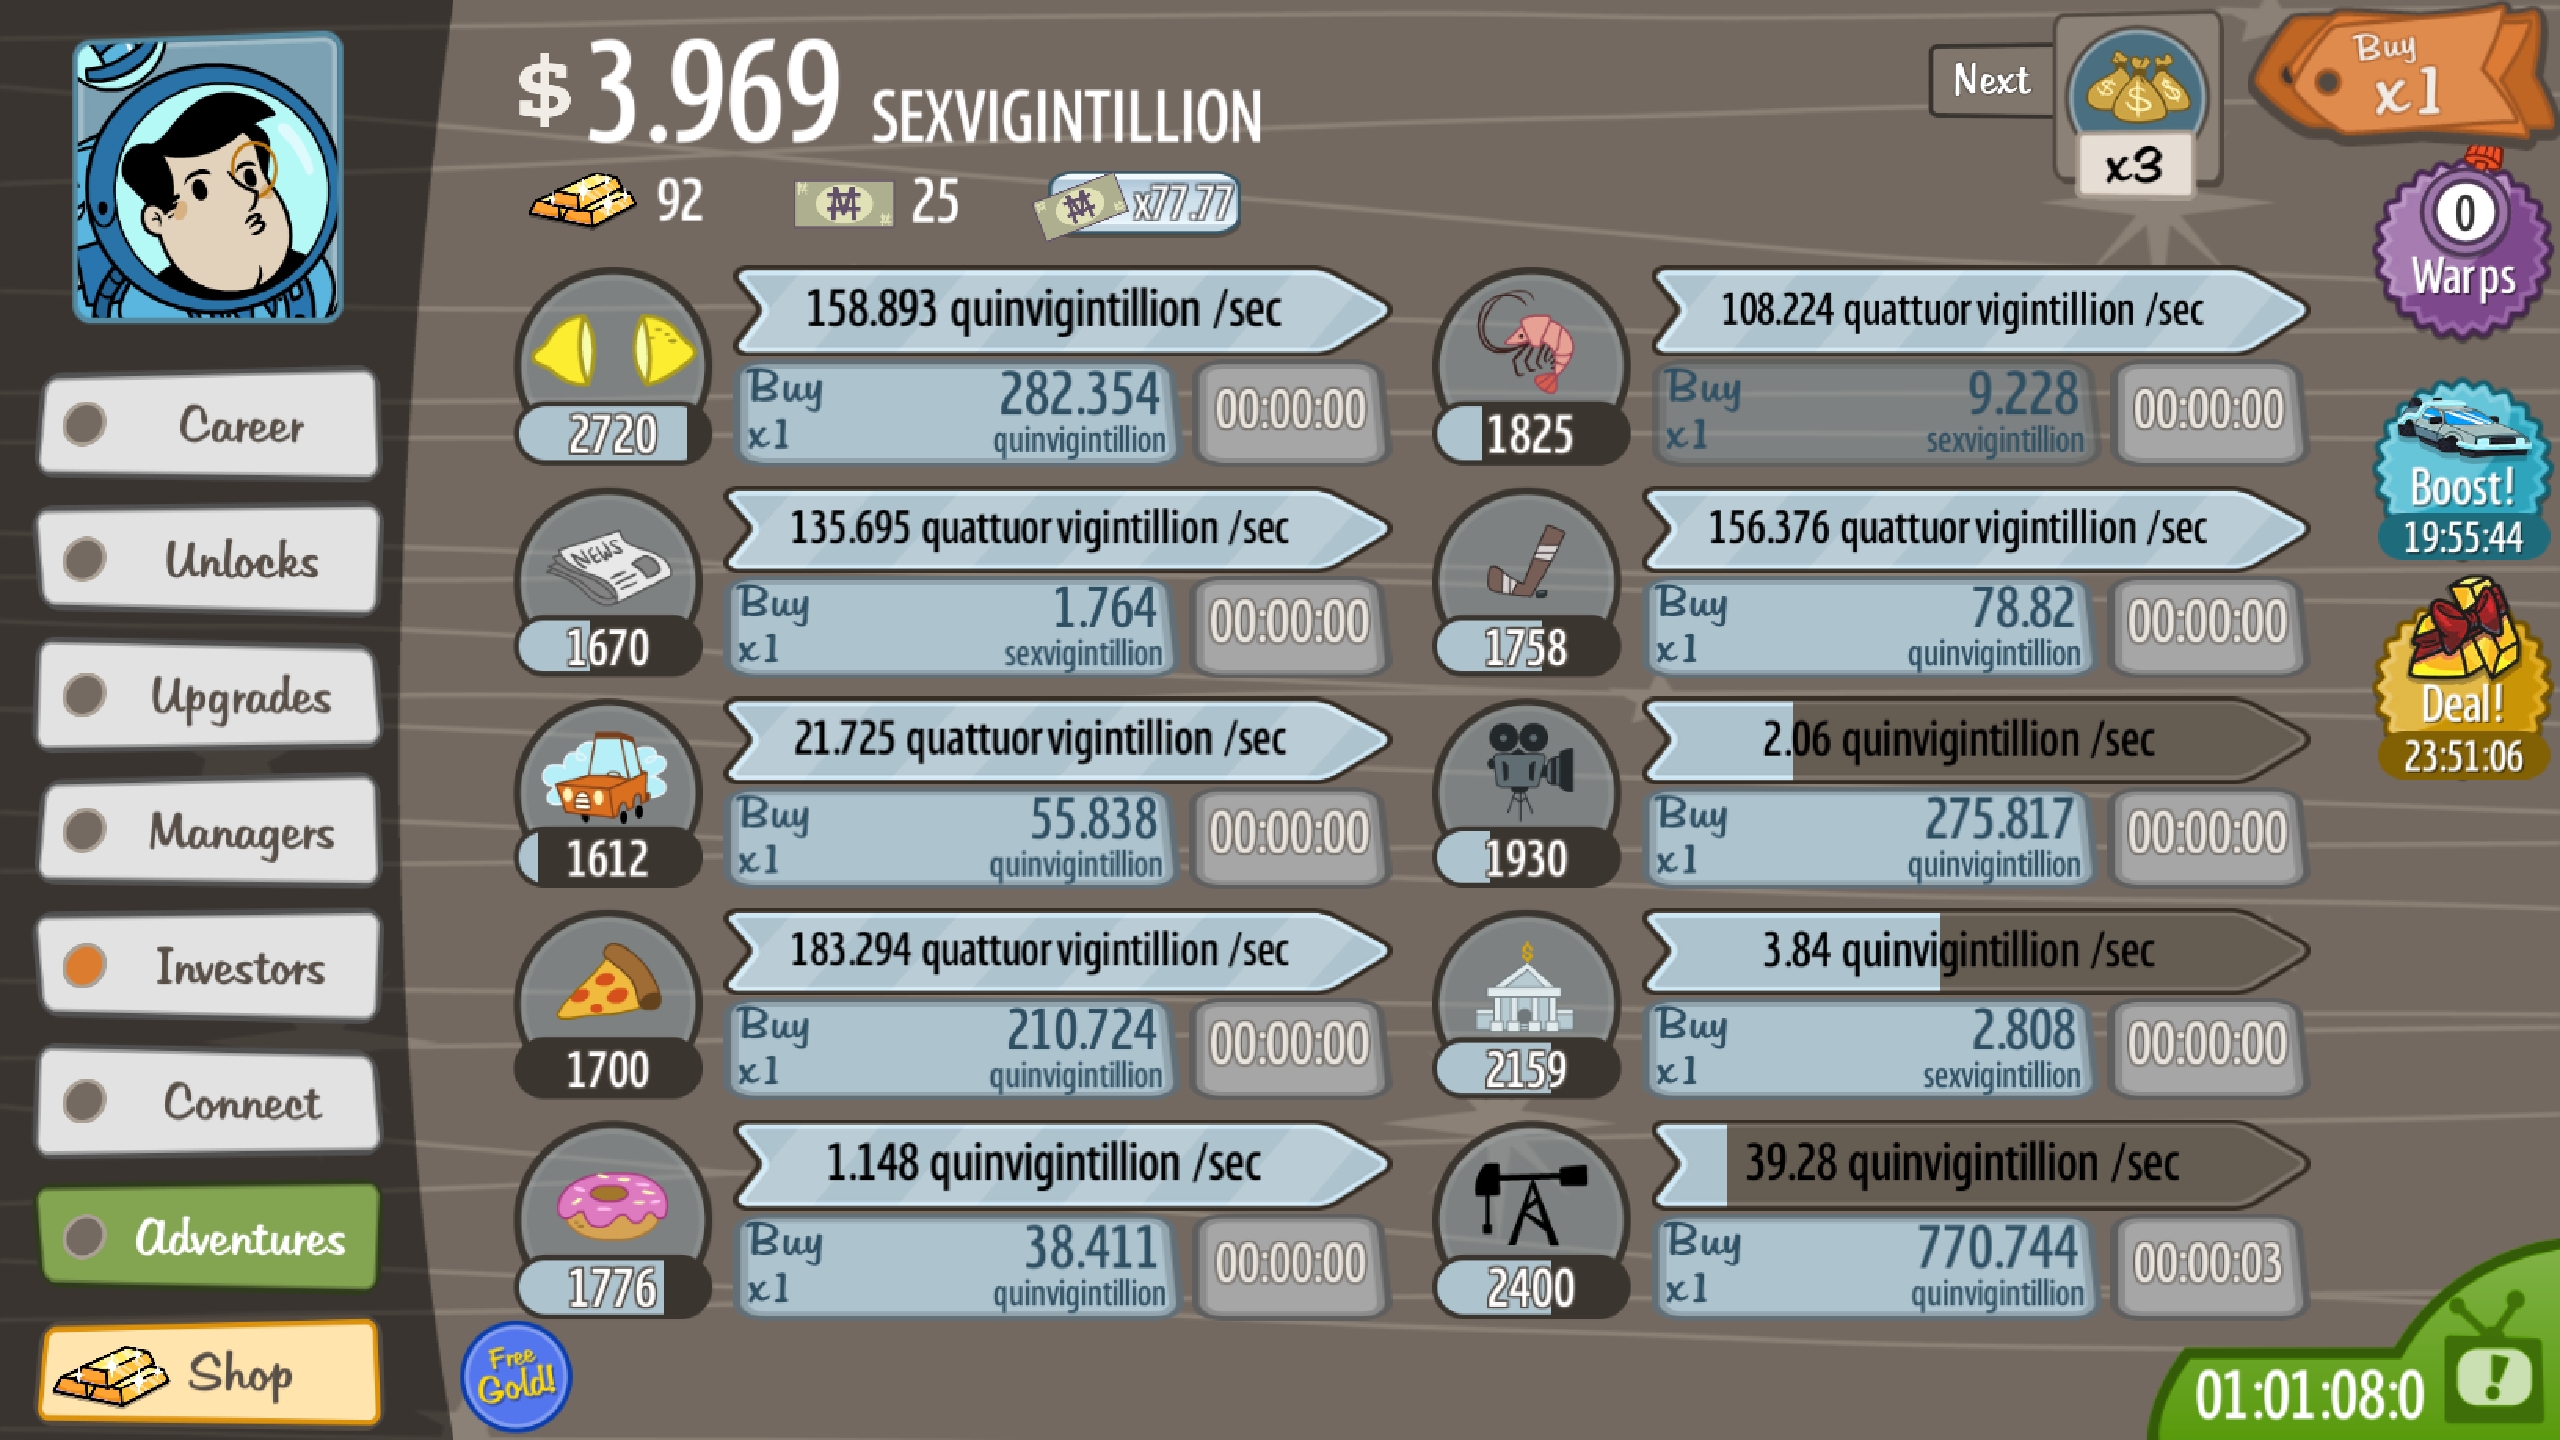 $3.969 SEXVIGINTILLION
Next
x3
Buy
x1
92
25
x77.77
0
Warps
158.893 quinvigintillion /sec
2720
Buy
x1
282.354
quinvigintillion
00:00:00
108.224 quattuorvigintillion /sec
1825
Buy
x1
9.228
sexvigintillion
00:00:00
Career
Boost!
19:55:44
135.695 quattuorvigintillion /sec
NEWS
1670
Buy
x1
1.764
sexvigintillion
00:00:00
156.376 quattuorvigintillion /sec
1758
Buy
x1
78.82
quinvigintillion
00:00:00
Unlocks
Deal!
23:51:06
Upgrades
21.725 quattuorvigintillion /sec
1612
Buy
x1
55.838
quinvigintillion
00:00:00
2.06 quinvigintillion /sec
1930
Buy
x1
275.817
quinvigintillion
00:00:00
Managers
Investors
183.294 quattuorvigintillion /sec
1700
Buy
x1
210.724
quinvigintillion
00:00:00
3.84 quinvigintillion /sec
2159
Buy
x1
2.808
sexvigintillion
00:00:00
Connect
1.148 quinvigintillion /sec
1776
Buy
x1
38.411
quinvigintillion
00:00:00
39.28 quinvigintillion /sec
2400
Buy
x1
770.744
quinvigintillion
00:00:03
Adventures
Shop
Free
Gold!
01:01:08:0